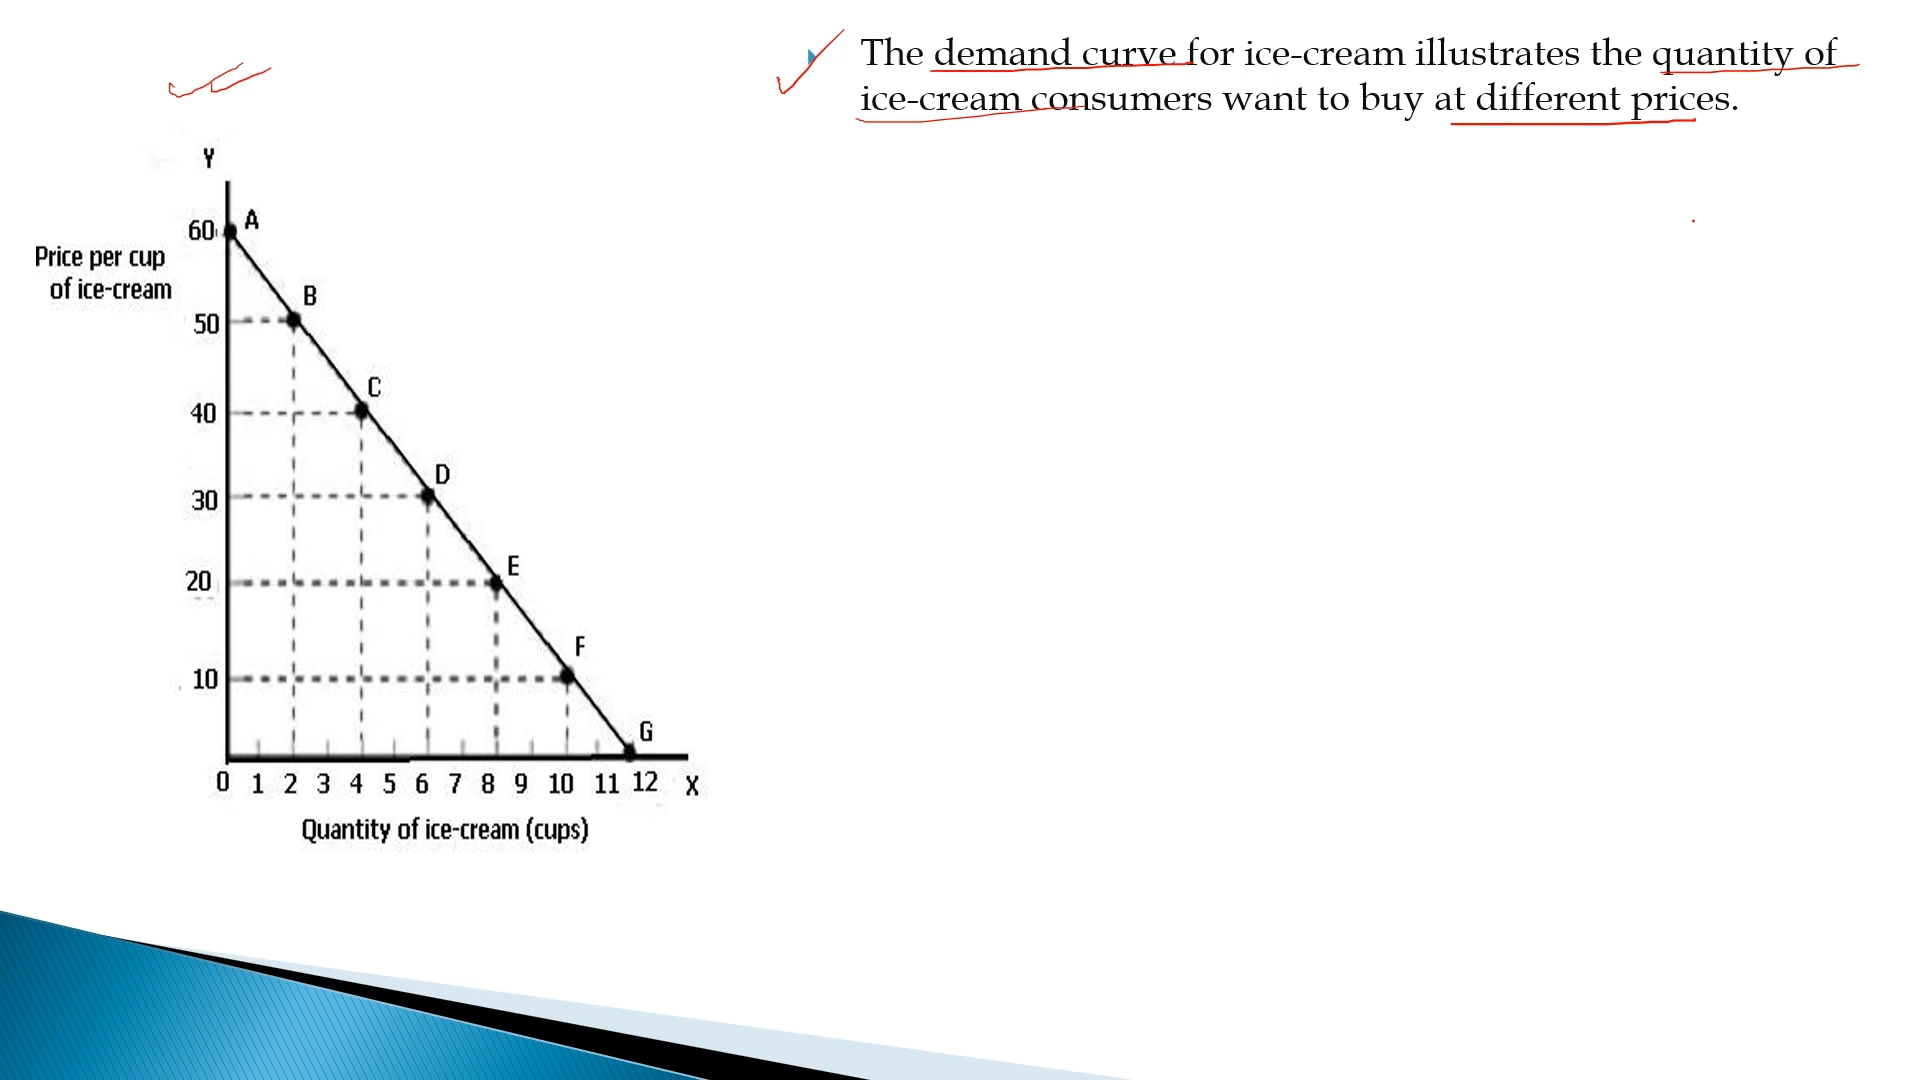 The demand curve for ice-cream illustrates the quantity of
ice-cream consumers want to buy at different prices.
Y
60 A
Price per cup
of ice-cream
B
50
C
40
D
30
E
20
F
10
G
0 1 2 3 4 5 6 7 8 9 10 11 12 X
Quantity of ice-cream (cups)